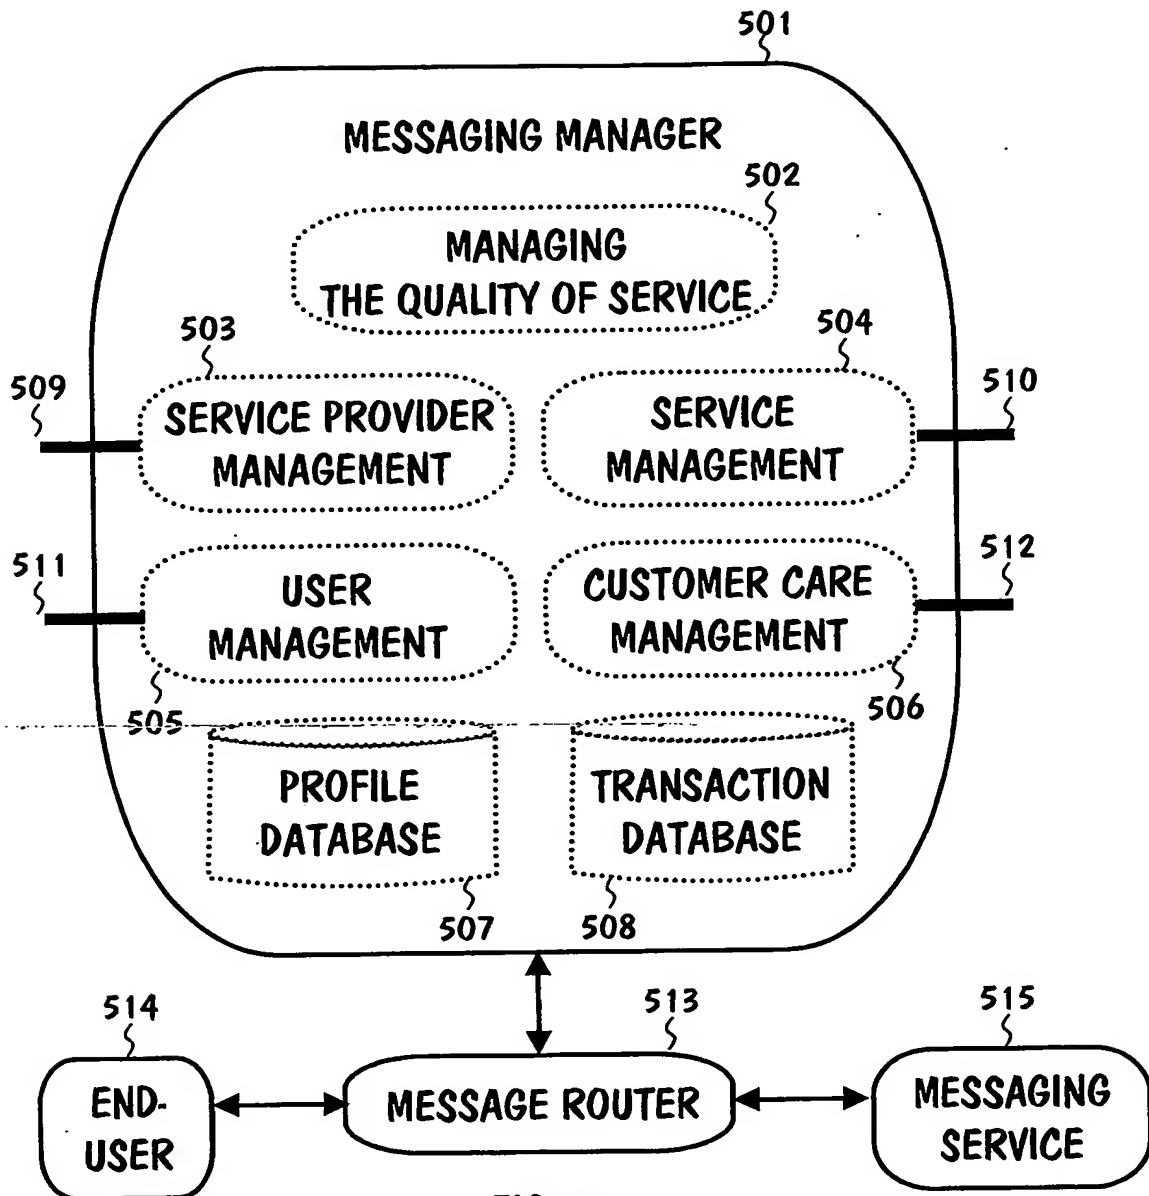 501
MESSAGING MANAGER
502
MANAGING
THE QUALITY OF SERVICE
503
504
509
510
SERVICE PROVIDER
MANAGEMENT
SERVICE
MANAGEMENT
511
512
USER
MANAGEMENT
CUSTOMER CARE
MANAGEMENT
505
506
PROFILE
DATABASE
TRANSACTION
DATABASE
507
508
514
513
515
END-
USER
MESSAGE ROUTER
MESSAGING
SERVICE